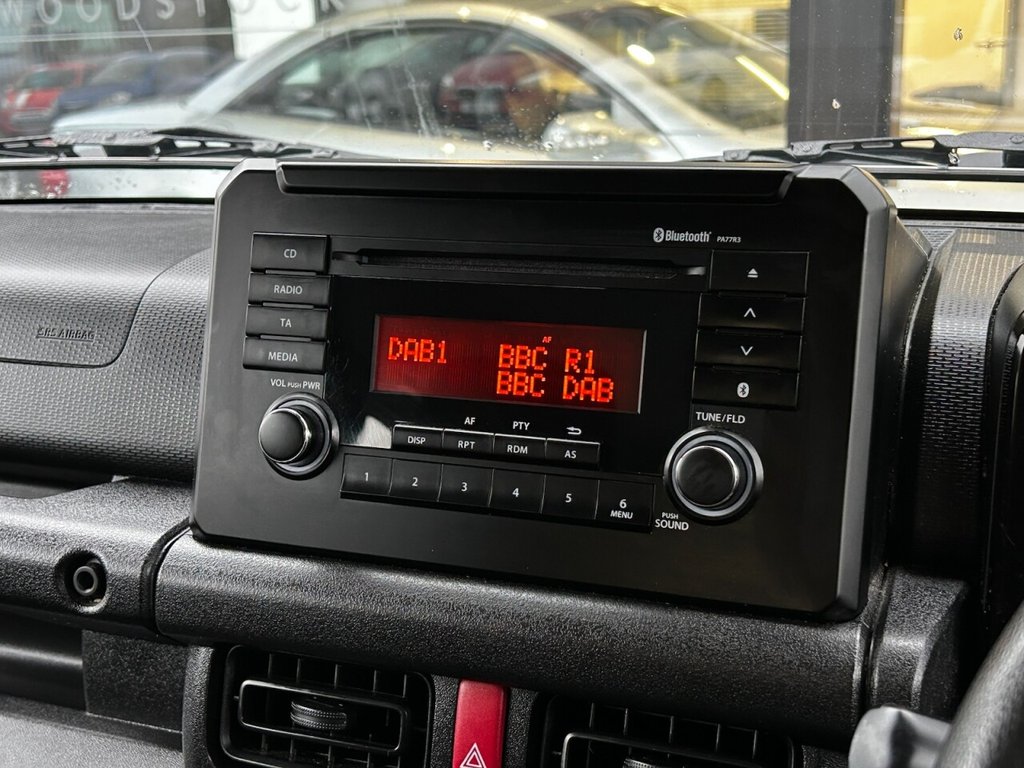 WOODSTOCK
Bluetooth® PA77R3
CD
RADIO
TA
MEDIA
SRS AIRBAG
AF
DAB1 BBC R1
BBC DAB
VOL PUSH PWR
TUNE/FLD
AF PTY
DISP RPT RDM AS
1 2 3 4 5 6
MENU
PUSH
SOUND